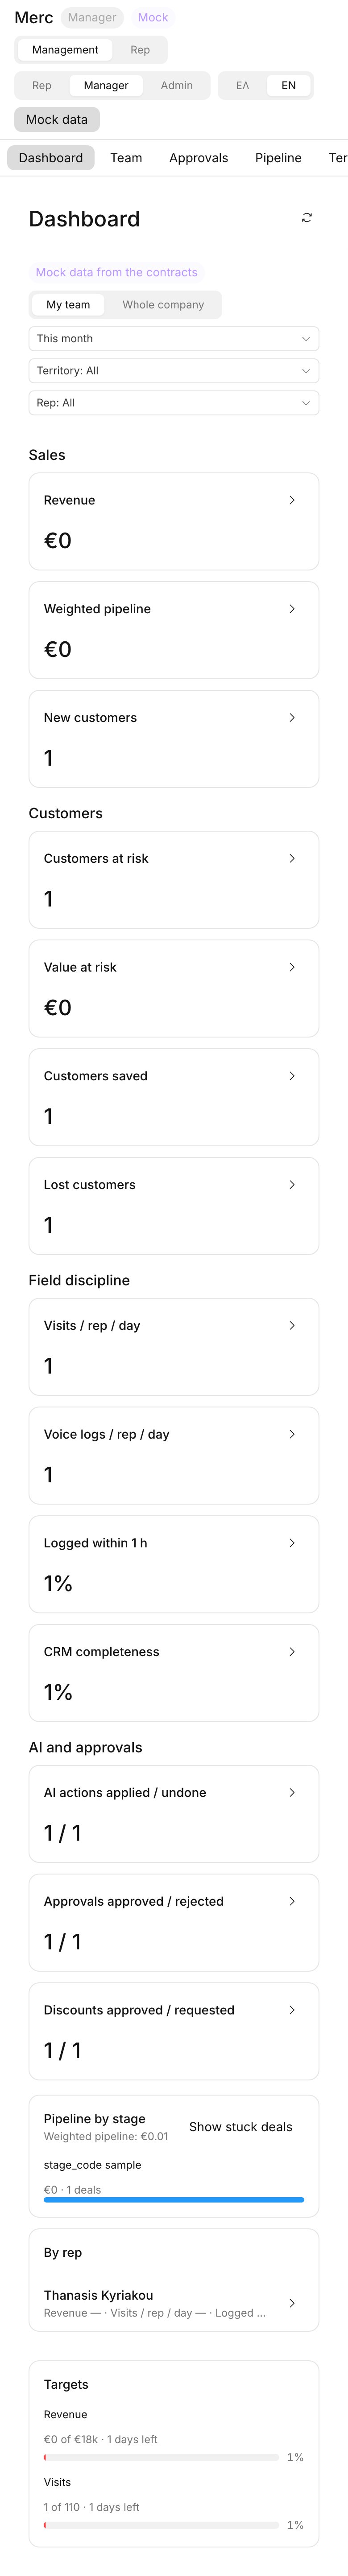 Merc Manager Mock
Management Rep
Rep Manager Admin ΕΛ EN
Mock data
Dashboard Team Approvals Pipeline Ter
Dashboard
Mock data from the contracts
My team Whole company
This month
Territory: All
Rep: All
Sales
Revenue
€0
Weighted pipeline
€0
New customers
1
Customers
Customers at risk
1
Value at risk
€0
Customers saved
1
Lost customers
1
Field discipline
Visits / rep / day
1
Voice logs / rep / day
1
Logged within 1 h
1%
CRM completeness
1%
AI and approvals
AI actions applied / undone
1 / 1
Approvals approved / rejected
1 / 1
Discounts approved / requested
1 / 1
Pipeline by stage
Weighted pipeline: €0.01
Show stuck deals
stage_code sample
€0 · 1 deals
By rep
Thanasis Kyriakou
Revenue — · Visits / rep / day — · Logged ...
Targets
Revenue
€0 of €18k · 1 days left
1%
Visits
1 of 110 · 1 days left
1%